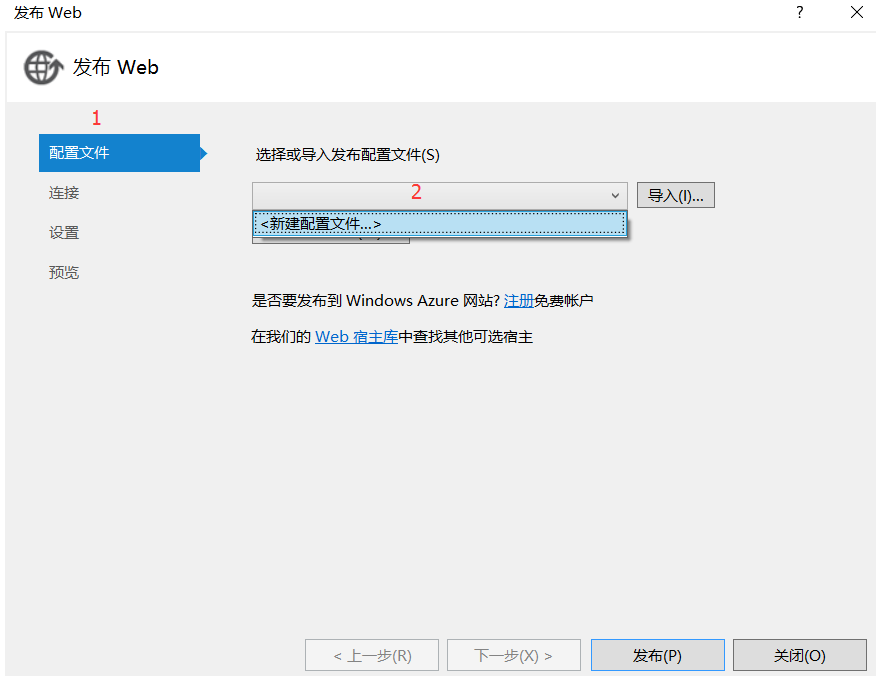 发布 Web
?
发布 Web
1
配置文件
连接
设置
预览
选择或导入发布配置文件(S)
2
导入(I)...
<新建配置文件...>
是否要发布到 Windows Azure 网站? 注册免费帐户
在我们的 Web 宿主库中查找其他可选宿主
< 上一步(R)
下一步(X) >
发布(P)
关闭(O)